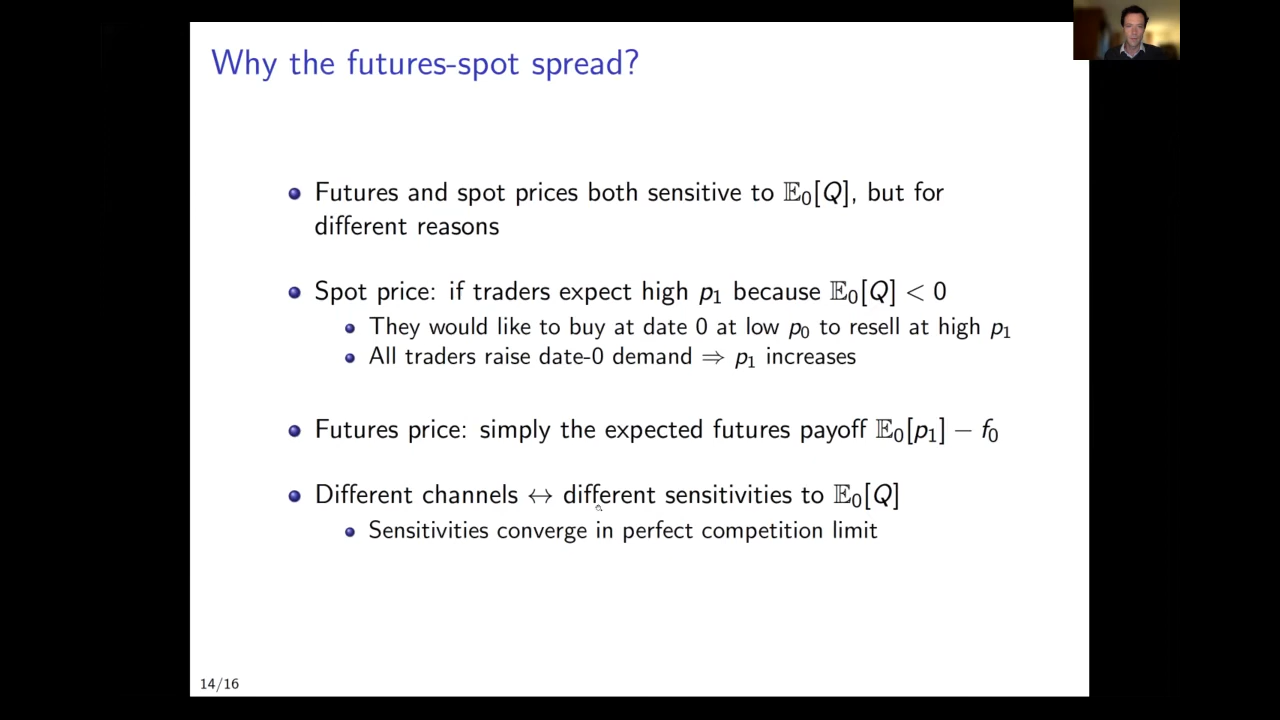 Why the futures-spot spread?
Futures and spot prices both sensitive to 𝔼₀[Q], but for
different reasons
Spot price: if traders expect high p₁ because 𝔼₀[Q] < 0
They would like to buy at date 0 at low p₀ to resell at high p₁
All traders raise date-0 demand ⇒ p₁ increases
Futures price: simply the expected futures payoff 𝔼₀[p₁] − f₀
Different channels ↔ different sensitivities to 𝔼₀[Q]
Sensitivities converge in perfect competition limit
14/16